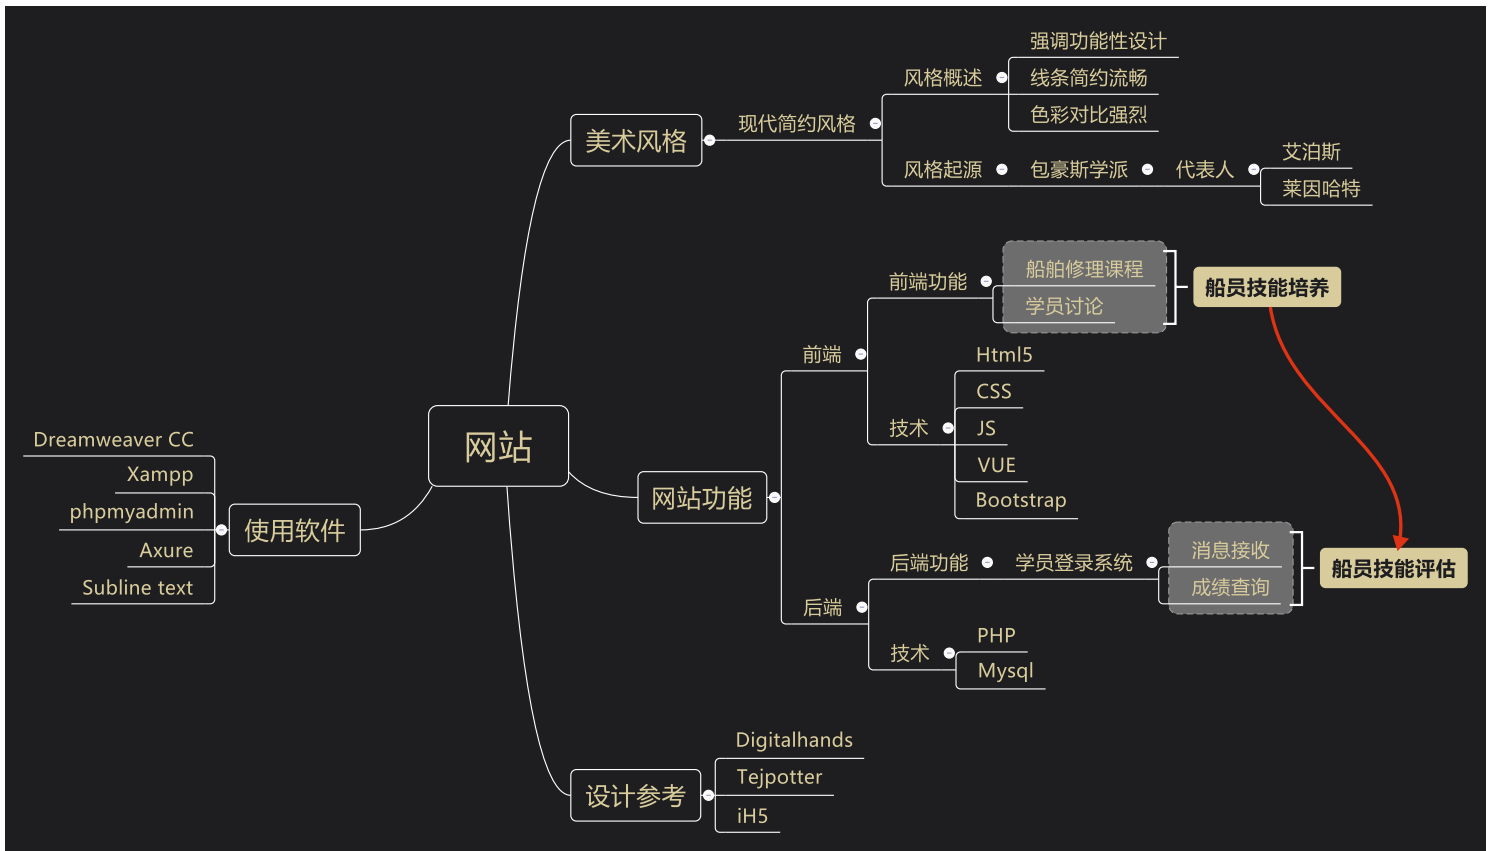 网站
美术风格
现代简约风格
风格概述
强调功能性设计
线条简约流畅
色彩对比强烈
风格起源
包豪斯学派
代表人
艾泊斯
莱因哈特
网站功能
前端
前端功能
船舶修理课程
学员讨论
船员技能培养
技术
Html5
CSS
JS
VUE
Bootstrap
后端
后端功能
学员登录系统
消息接收
成绩查询
船员技能评估
技术
PHP
Mysql
设计参考
Digitalhands
Tejpotter
iH5
使用软件
Dreamweaver CC
Xampp
phpmyadmin
Axure
Subline text